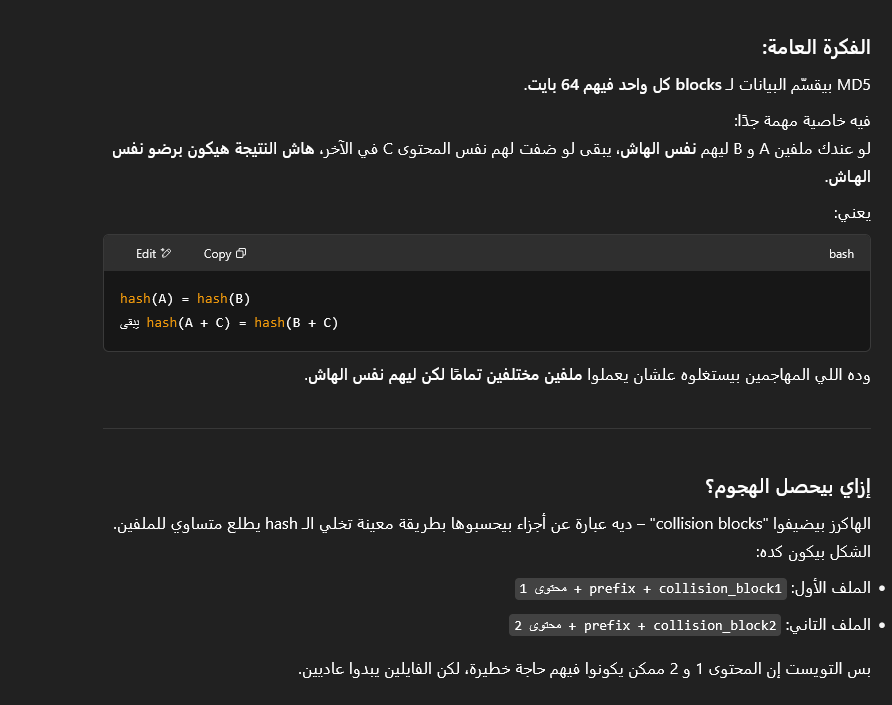 الفكرة العامة:
MD5 بيقسّم البيانات لـ blocks كل واحد فيهم 64 بايت.
فيه خاصية مهمة جدًا:
لو عندك ملفين A و B ليهم نفس الهاش، يبقى لو ضفت لهم نفس المحتوى C في الآخر، هاش النتيجة هيكون برضو نفس
الهاش.
يعني:
bash
Copy
Edit
hash(A) = hash(B)
يبقى hash(A + C) = hash(B + C)
وده اللي المهاجمين بيستغلوه علشان يعملوا ملفين مختلفين تمامًا لكن ليهم نفس الهاش.
إزاي بيحصل الهجوم؟
الهاكرز بيضيفوا "collision blocks" – ديه عبارة عن أجزاء بيحسبوها بطريقة معينة تخلي الـ hash يطلع متساوي للملفين.
الشكل بيكون كده:
• الملف الأول: prefix + collision_block1 + محتوى 1
• الملف التاني: prefix + collision_block2 + محتوى 2
بس التويست إن المحتوى 1 و 2 ممكن يكونوا فيهم حاجة خطيرة، لكن الفايلين يبدوا عاديين.